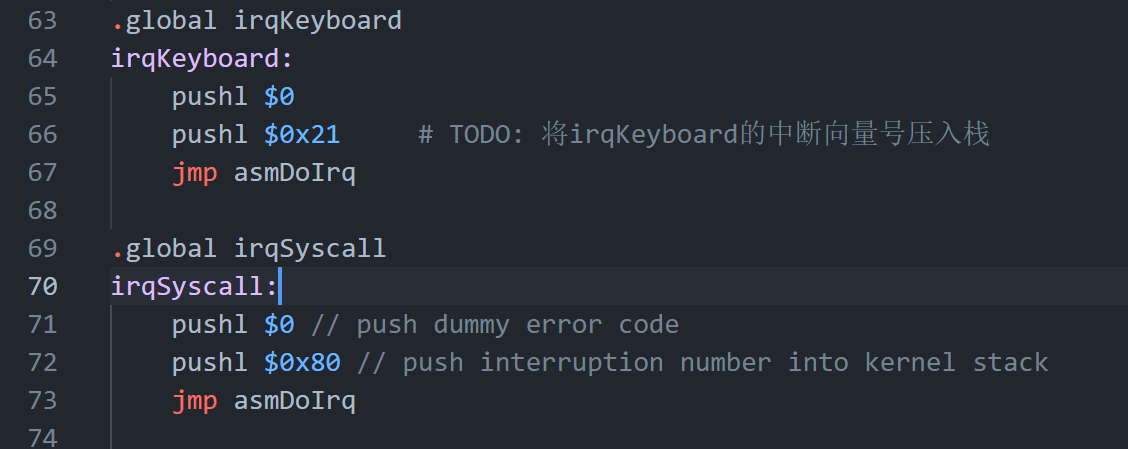 63 .global irqKeyboard
64 irqKeyboard:
65     pushl $0
66     pushl $0x21     # TODO: 将irqKeyboard的中断向量号压入栈
67     jmp asmDoIrq
68
69 .global irqSyscall
70 irqSyscall:
71     pushl $0 // push dummy error code
72     pushl $0x80 // push interruption number into kernel stack
73     jmp asmDoIrq
74